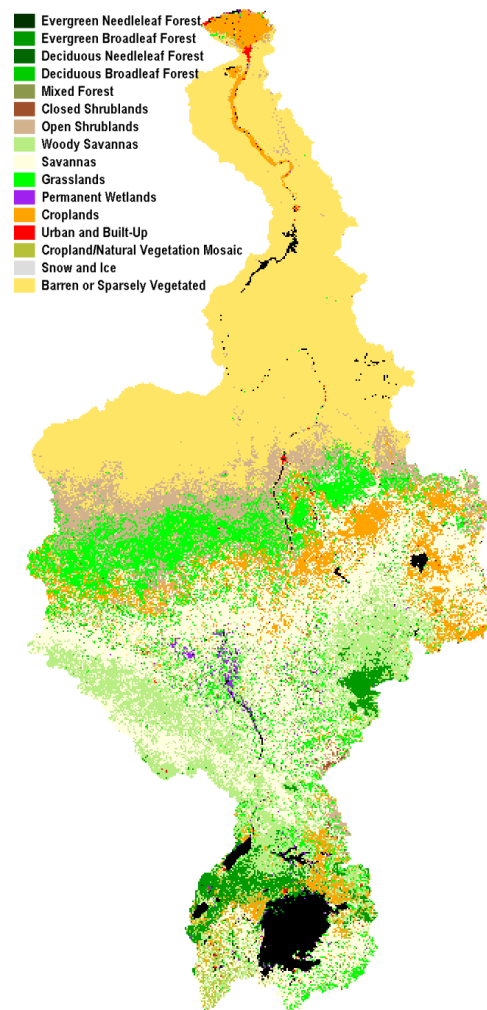 Evergreen Needleleaf Forest
Evergreen Broadleaf Forest
Deciduous Needleleaf Forest
Deciduous Broadleaf Forest
Mixed Forest
Closed Shrublands
Open Shrublands
Woody Savannas
Savannas
Grasslands
Permanent Wetlands
Croplands
Urban and Built-Up
Cropland/Natural Vegetation Mosaic
Snow and Ice
Barren or Sparsely Vegetated